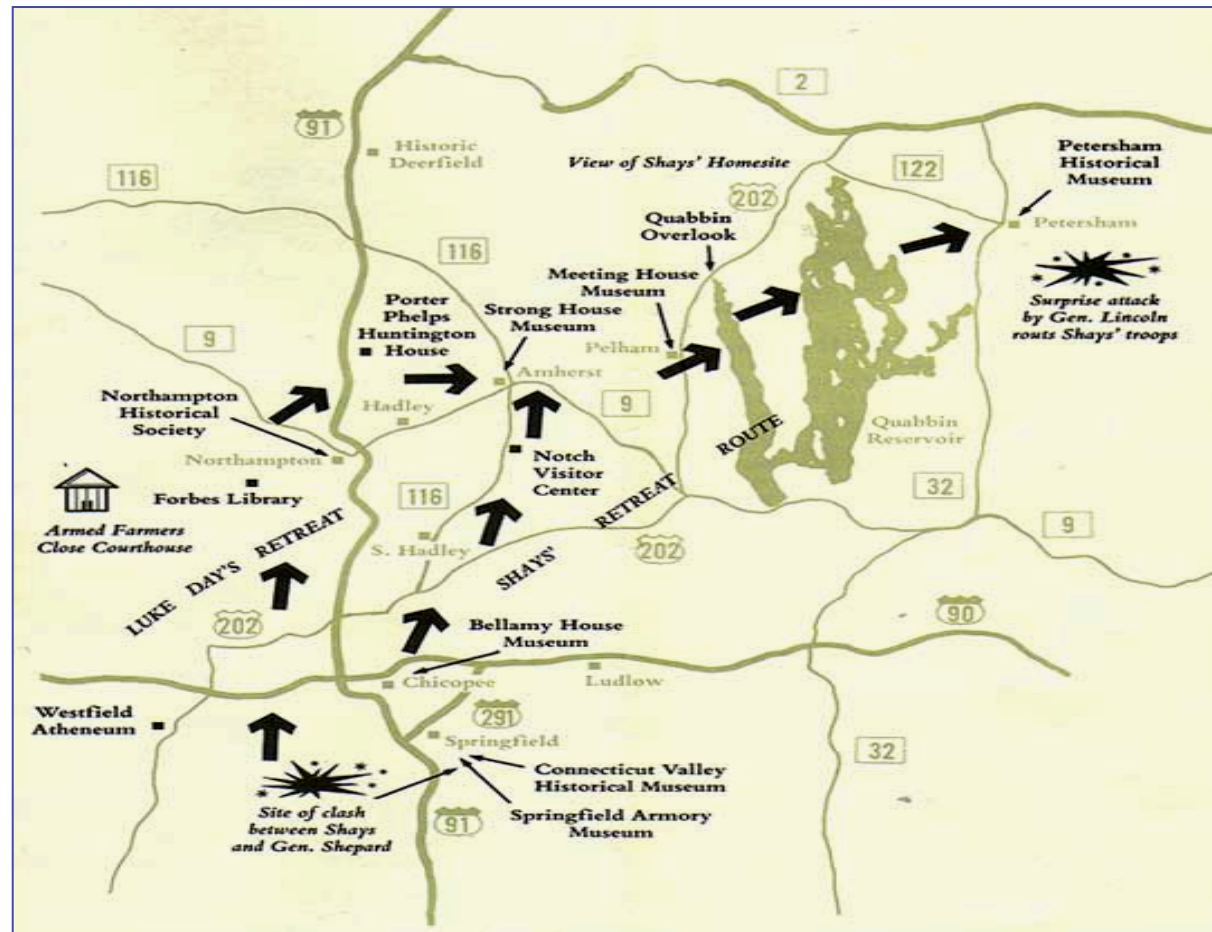 2
91
Historic
Deerfield
View of Shays' Homesite
Petersham
Historical
Museum
116
122
202
Quabbin
Overlook
Petersham
116
Meeting House
Museum
Porter
Phelps
Huntington
House
Strong House
Museum
Surprise attack
by Gen. Lincoln
routs Shays' troops
9
Pelham
Amherst
Northampton
Historical
Society
Hadley
9
Quabbin
Reservoir
Northampton
Notch
Visitor
Center
Forbes Library
116
32
Armed Farmers
Close Courthouse
9
S. Hadley
202
LUKE DAY'S RETREAT
SHAYS' RETREAT ROUTE
202
90
Bellamy House
Museum
Chicopee
Ludlow
Westfield
Atheneum
291
Springfield
32
Connecticut Valley
Historical Museum
Site of clash
between Shays
and Gen. Shepard
91
Springfield Armory
Museum